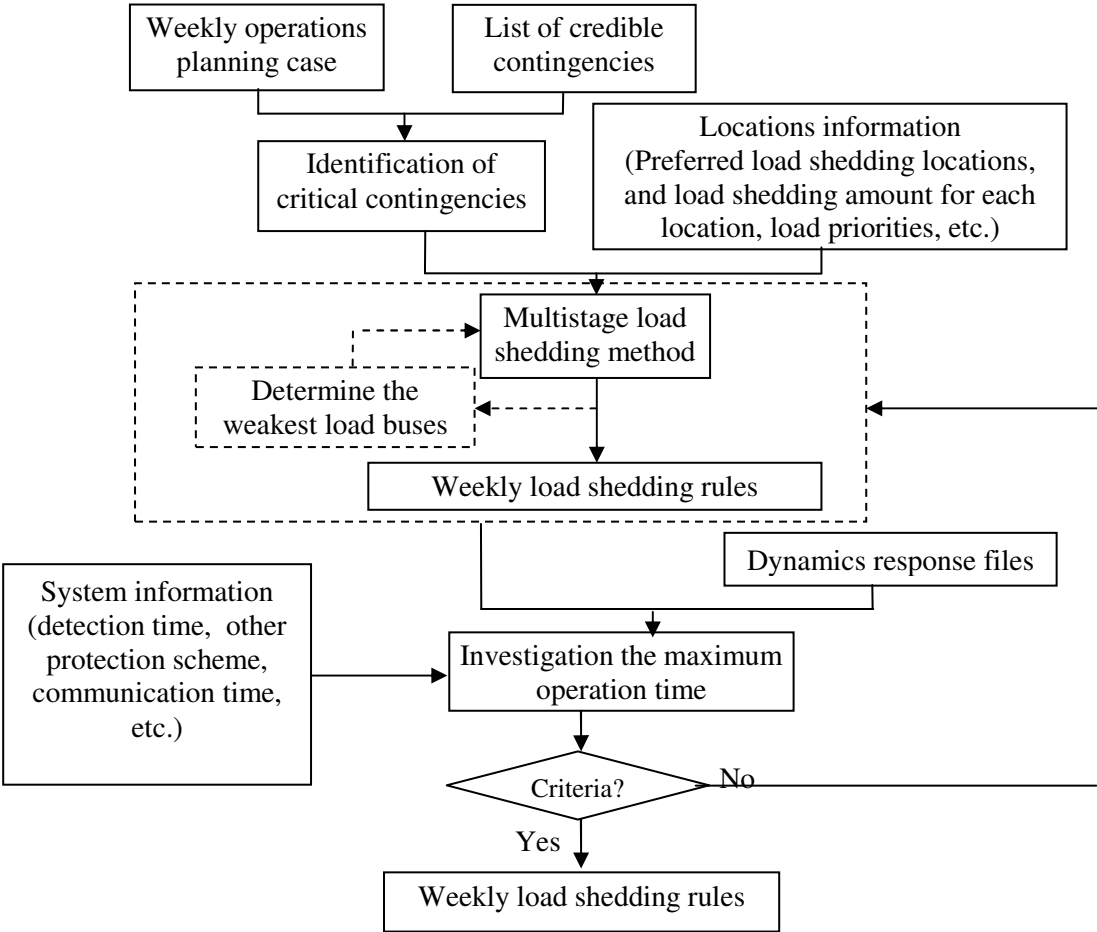 Weekly operations
planning case
List of credible
contingencies
Locations information
(Preferred load shedding locations,
and load shedding amount for each
location, load priorities, etc.)
Identification of
critical contingencies
Multistage load
shedding method
Determine the
weakest load buses
Weekly load shedding rules
Dynamics response files
System information
(detection time, other
protection scheme,
communication time,
etc.)
Investigation the maximum
operation time
Criteria?
No
Yes
Weekly load shedding rules